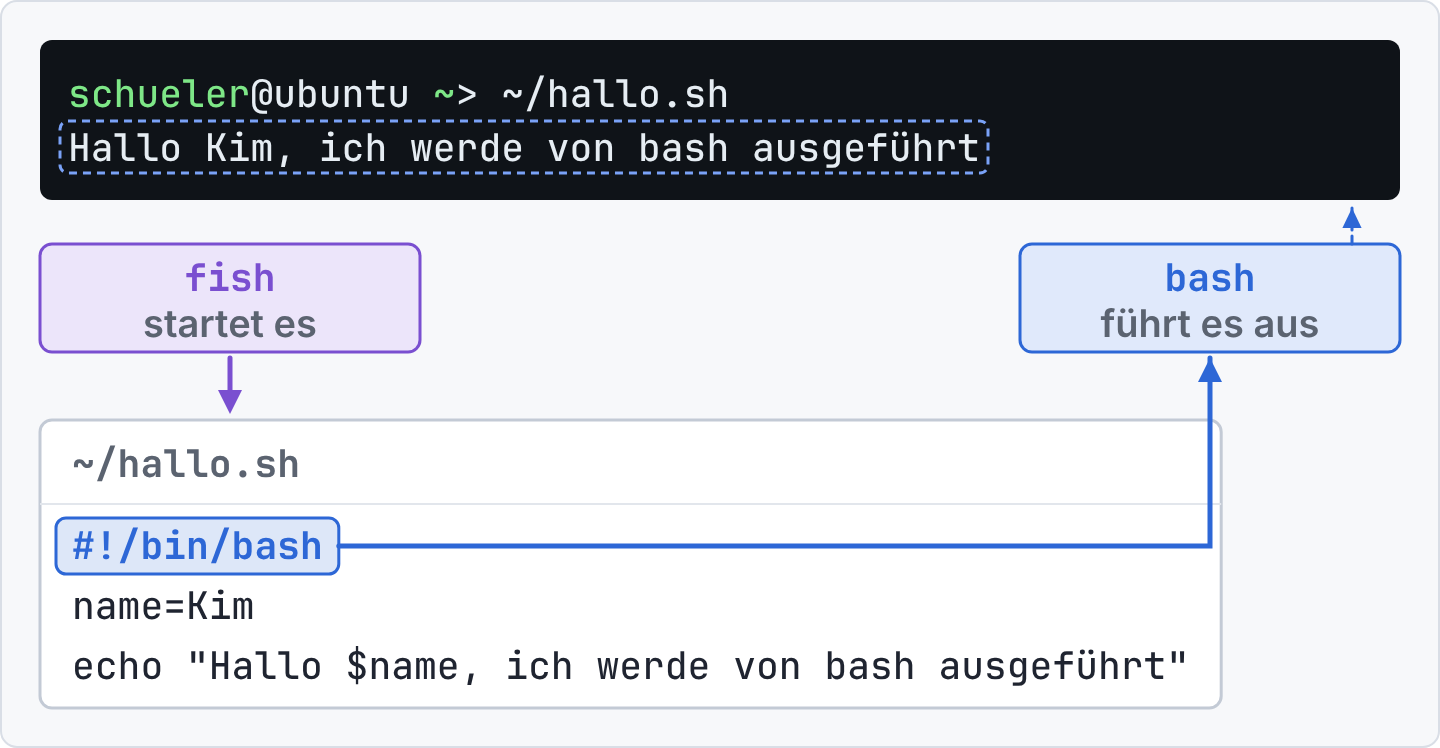 schueler@ubuntu ~> ~/hallo.sh
Hallo Kim, ich werde von bash ausgeführt
fish
startet es
bash
führt es aus
~/hallo.sh
#!/bin/bash
name=Kim
echo "Hallo $name, ich werde von bash ausgeführt"